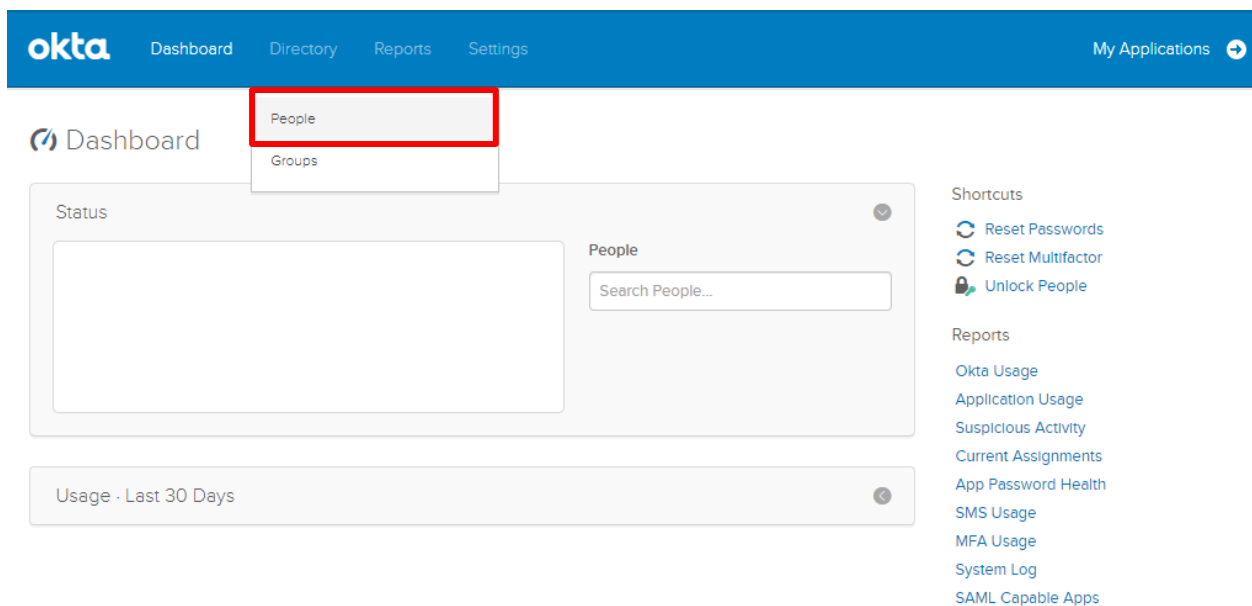 okta Dashboard Directory Reports Settings My Applications
People
Groups
Dashboard
Status
People
Search People...
Usage · Last 30 Days
Shortcuts
Reset Passwords
Reset Multifactor
Unlock People
Reports
Okta Usage
Application Usage
Suspicious Activity
Current Assignments
App Password Health
SMS Usage
MFA Usage
System Log
SAML Capable Apps